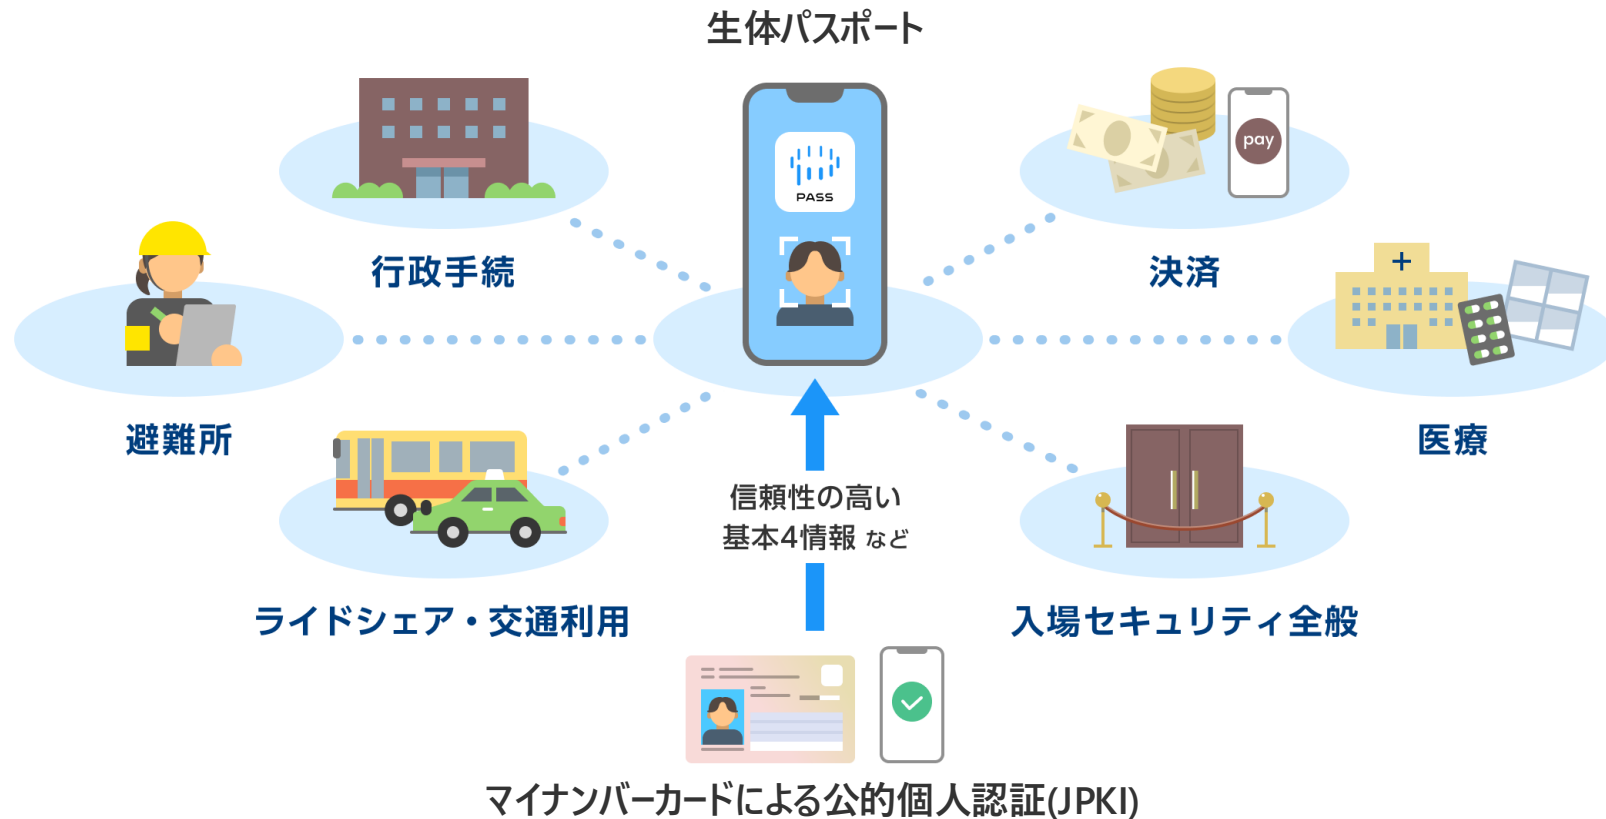 生体パスポート
PASS
pay
行政手続
決済
避難所
医療
信頼性の高い
基本4情報 など
ライドシェア・交通利用
入場セキュリティ全般
マイナンバーカードによる公的個人認証(JPKI)